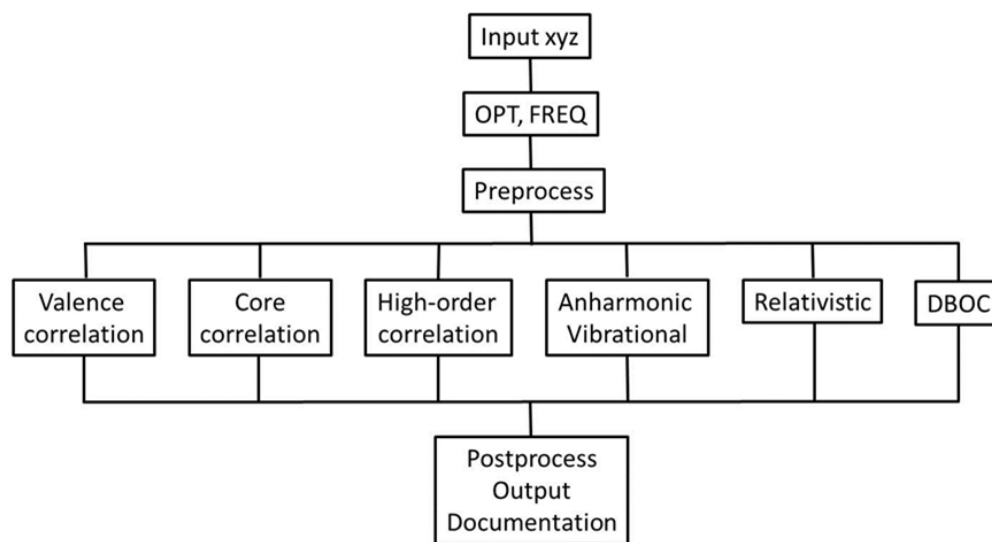 Input xyz
OPT, FREQ
Preprocess
Valence
correlation
Core
correlation
High-order
correlation
Anharmonic
Vibrational
Relativistic
DBOC
Postprocess
Output
Documentation